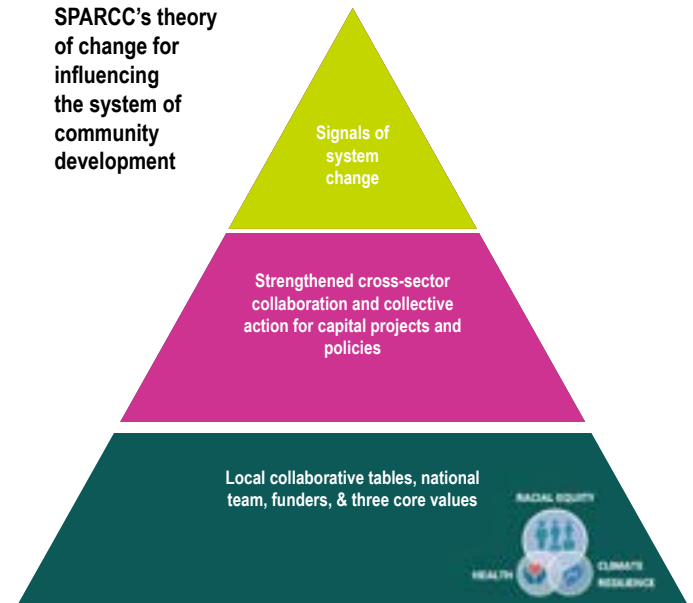 SPARCC's theory
of change for
influencing
the system of
community
development
Signals of
system
change
Strengthened cross-sector
collaboration and collective
action for capital projects and
policies
Local collaborative tables, national
team, funders, & three core values
RACIAL EQUITY
HEALTH
CLIMATE
RESILIENCE